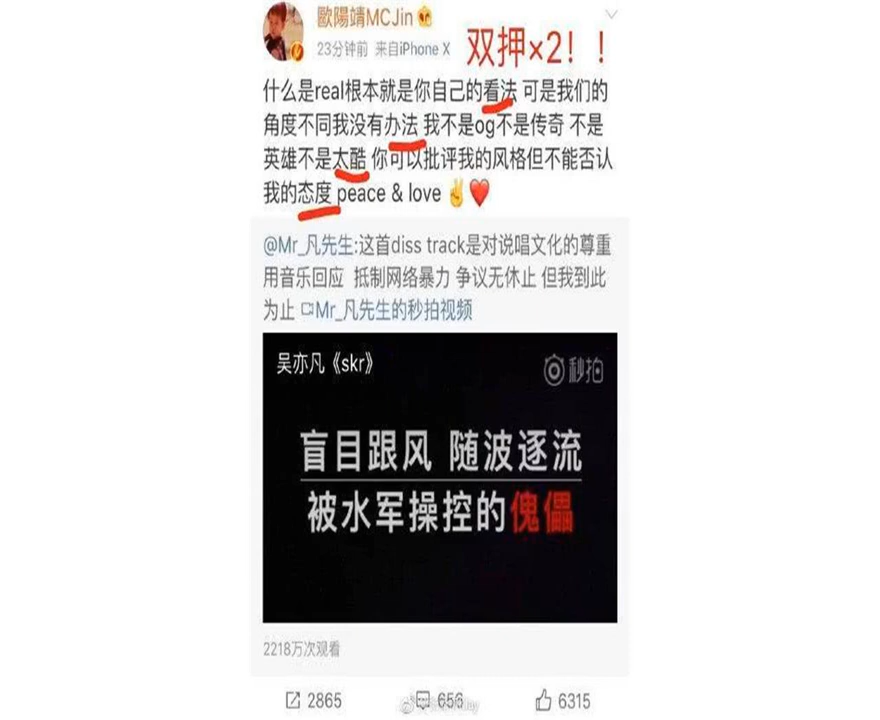 歐陽靖MCJin
23分钟前 来自iPhone X
双押×2！！
什么是real根本就是你自己的看法 可是我们的
角度不同我没有办法 我不是og不是传奇 不是
英雄不是太酷 你可以批评我的风格但不能否认
我的态度 peace & love ✌️❤️
@Mr_凡先生:这首diss track是对说唱文化的尊重
用音乐回应 抵制网络暴力 争议无休止 但我到此
为止 Mr_凡先生的秒拍视频
吴亦凡《skr》
秒拍
盲目跟风 随波逐流
被水军操控的傀儡
2218万次观看
2865
656
6315